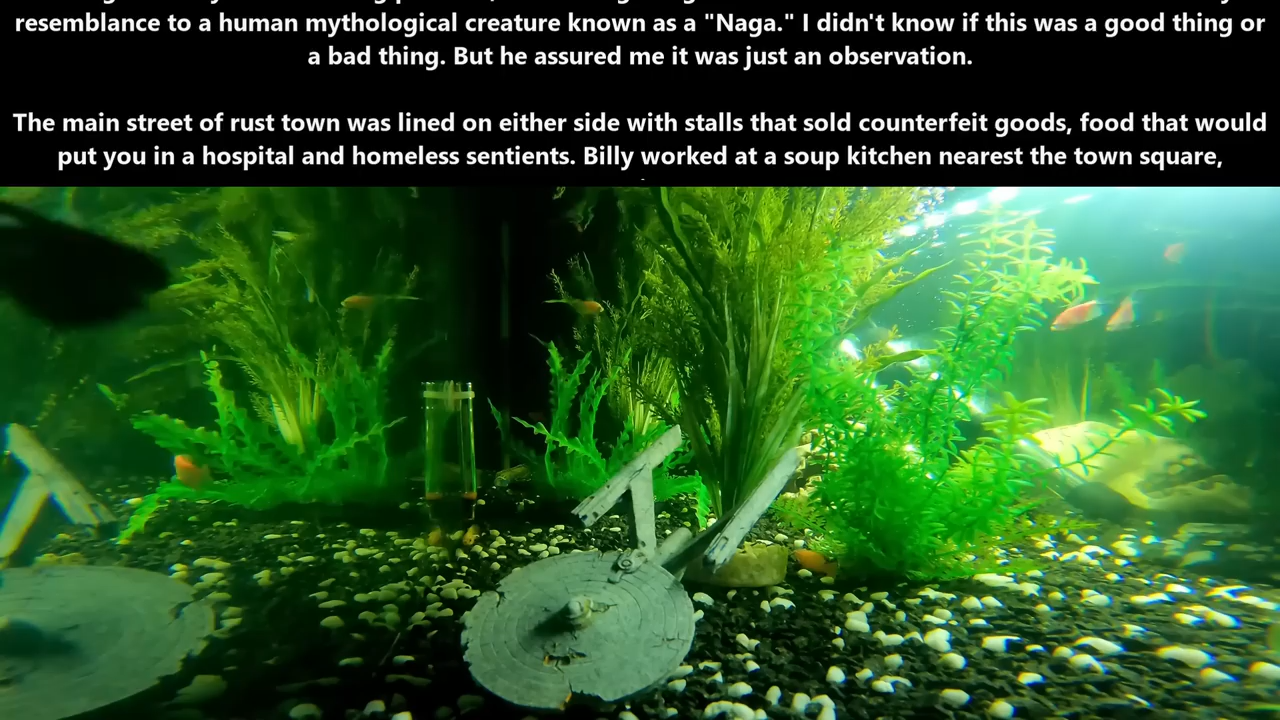 resemblance to a human mythological creature known as a "Naga." I didn't know if this was a good thing or
a bad thing. But he assured me it was just an observation.
The main street of rust town was lined on either side with stalls that sold counterfeit goods, food that would
put you in a hospital and homeless sentients. Billy worked at a soup kitchen nearest the town square,